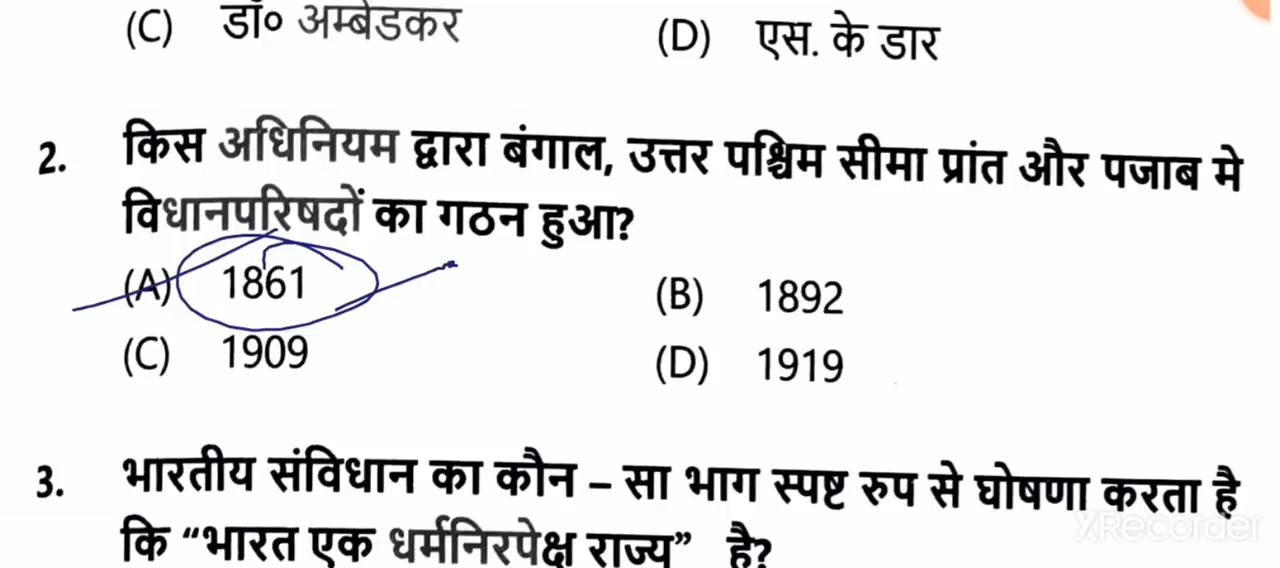 (C) डॉ० अम्बेडकर (D) एस. के डार
2. किस अधिनियम द्वारा बंगाल, उत्तर पश्चिम सीमा प्रांत और पजाब मे
विधानपरिषदों का गठन हुआ?
(A) 1861 (B) 1892
(C) 1909 (D) 1919
3. भारतीय संविधान का कौन – सा भाग स्पष्ट रुप से घोषणा करता है
कि “भारत एक धर्मनिरपेक्ष राज्य” है?
XRecorder